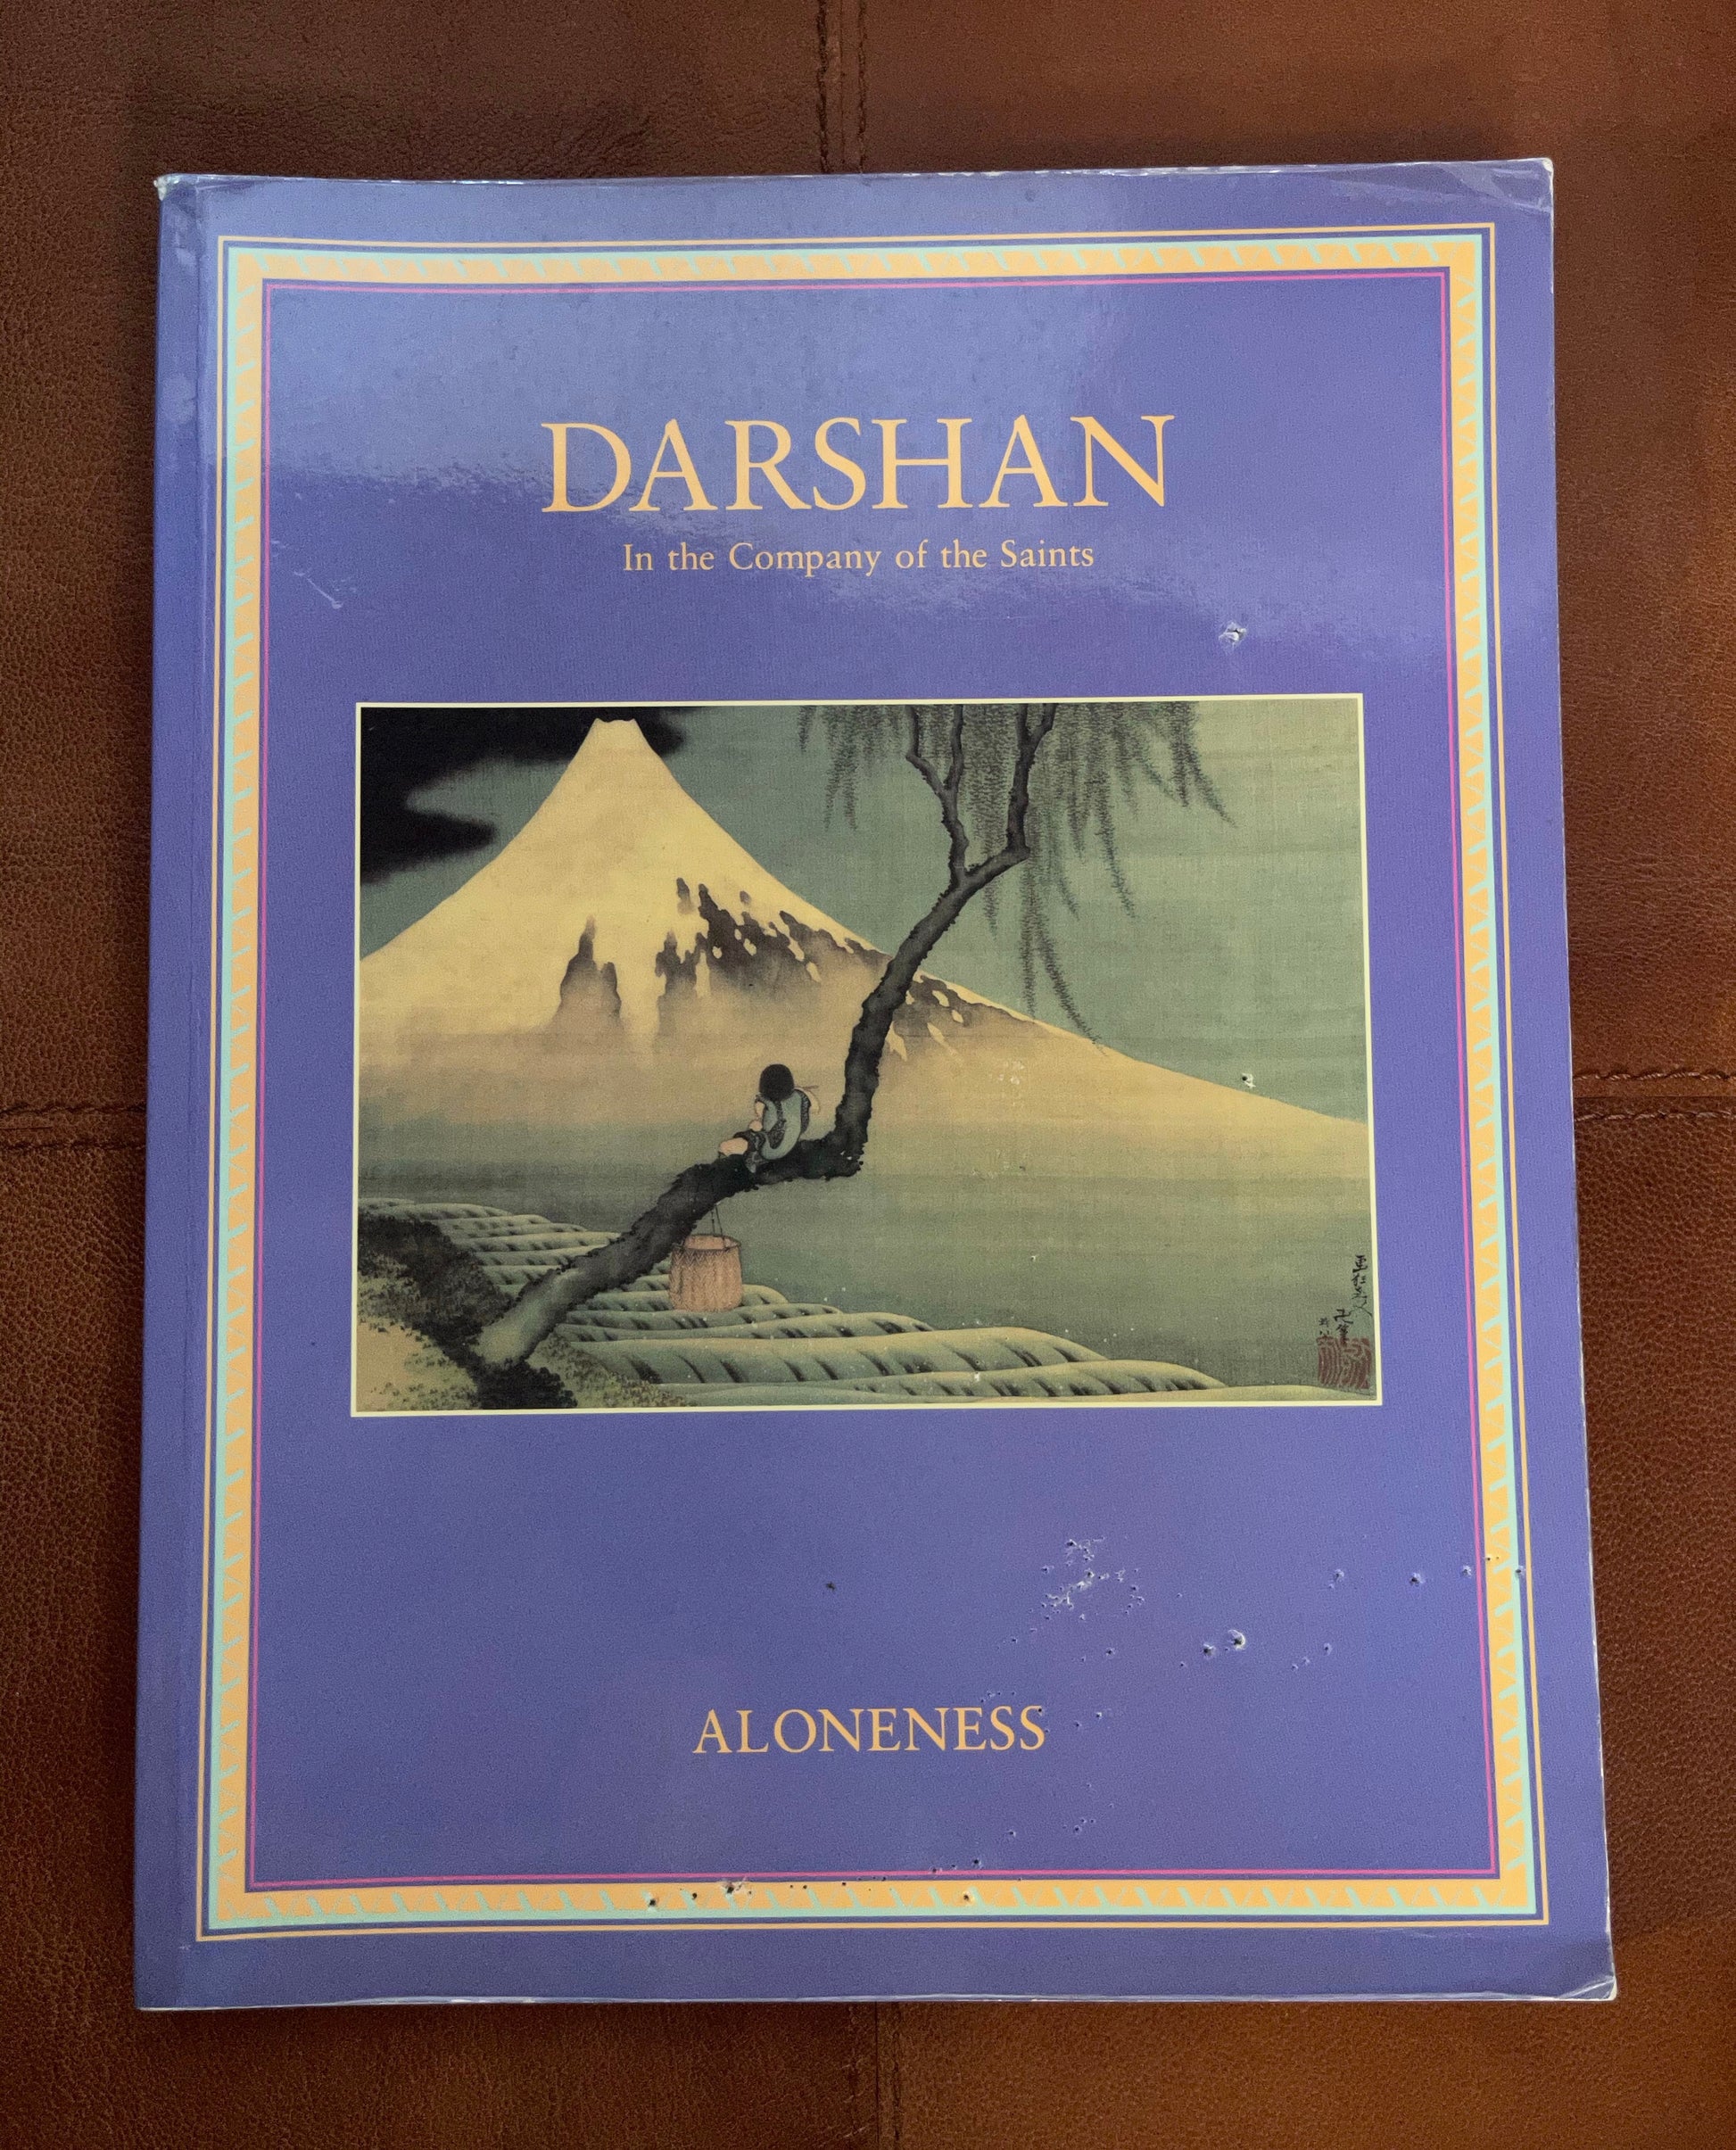 DARSHAN
In the Company of the Saints
ALONENESS